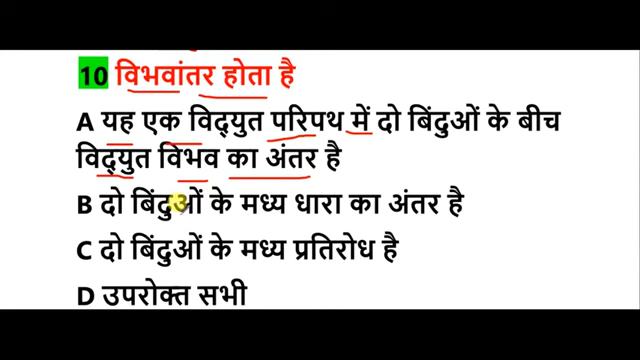 10 विभवांतर होता है
A यह एक विद्युत परिपथ में दो बिंदुओं के बीच
विद्युत विभव का अंतर है
B दो बिंदुओं के मध्य धारा का अंतर है
C दो बिंदुओं के मध्य प्रतिरोध है
D उपरोक्त सभी